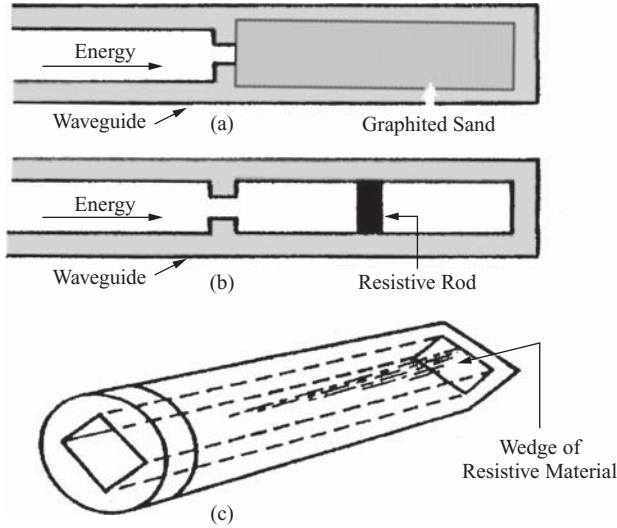 Energy
Waveguide
(a)
Graphited Sand
Energy
Waveguide
(b)
Resistive Rod
Wedge of
Resistive Material
(c)